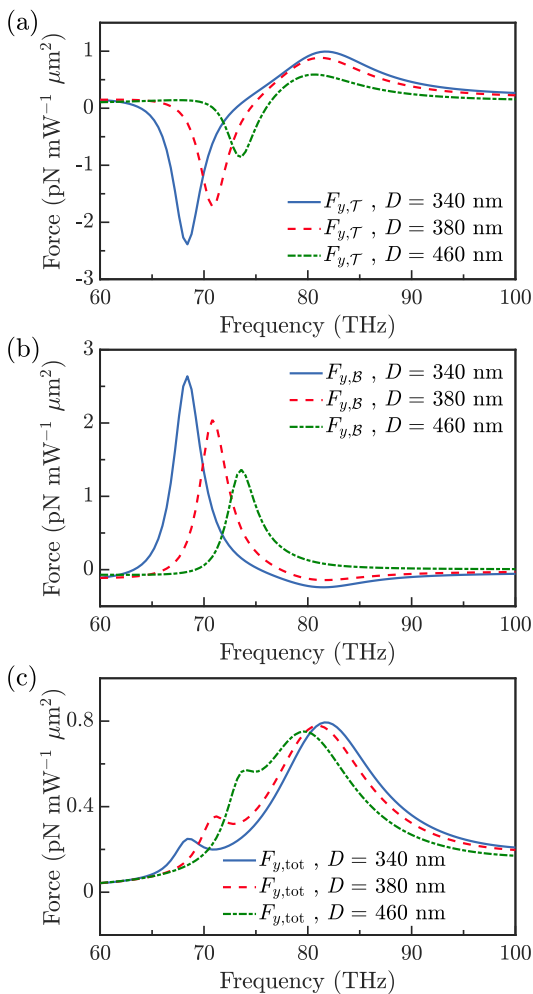 (a)
1
0
-1
-2
-3
Force (pN mW⁻¹ μm²)
F_{y,𝒯} , D = 340 nm
F_{y,𝒯} , D = 380 nm
F_{y,𝒯} , D = 460 nm
60 70 80 90 100
Frequency (THz)
(b)
3
2
1
0
Force (pN mW⁻¹ μm²)
F_{y,ℬ} , D = 340 nm
F_{y,ℬ} , D = 380 nm
F_{y,ℬ} , D = 460 nm
60 70 80 90 100
Frequency (THz)
(c)
0.8
0.4
0
Force (pN mW⁻¹ μm²)
F_{y,tot} , D = 340 nm
F_{y,tot} , D = 380 nm
F_{y,tot} , D = 460 nm
60 70 80 90 100
Frequency (THz)